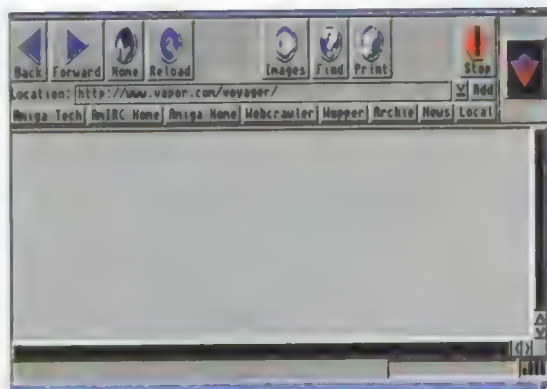 Back Forward Home Reload Images Find Print Stop
Location: http://www.vapor.com/voyager/ Add
Amiga Tech AmIRC Home Amiga Home Webcrawler Wupper Archie News Local